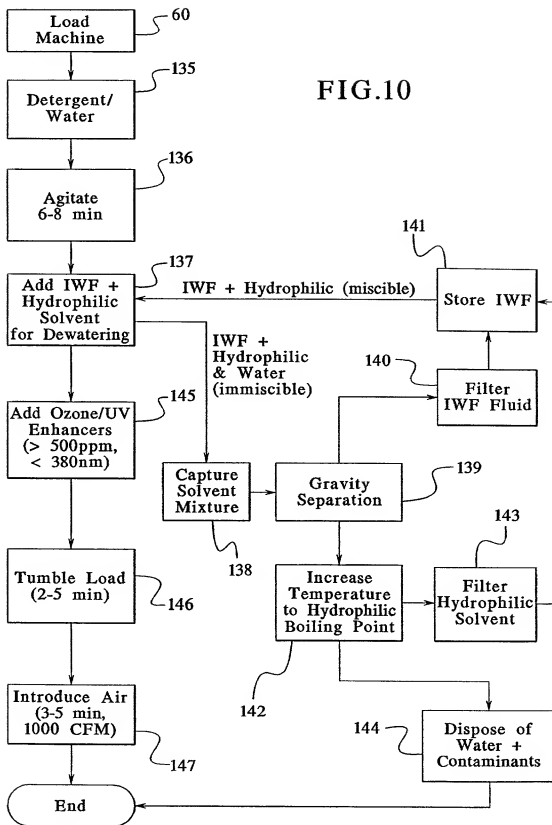 FIG.10
Load
Machine
60
Detergent/
Water
135
Agitate
6-8 min
136
Add IWF +
Hydrophilic
Solvent
for Dewatering
137
IWF + Hydrophilic (miscible)
IWF +
Hydrophilic
& Water
(immiscible)
141
Store IWF
140
Filter
IWF Fluid
Add Ozone/UV
Enhancers
(> 500ppm,
< 380nm)
145
Capture
Solvent
Mixture
138
Gravity
Separation
139
Increase
Temperature
to Hydrophilic
Boiling Point
142
143
Filter
Hydrophilic
Solvent
Tumble Load
(2-5 min)
146
Introduce Air
(3-5 min,
1000 CFM)
147
144
Dispose of
Water +
Contaminants
End